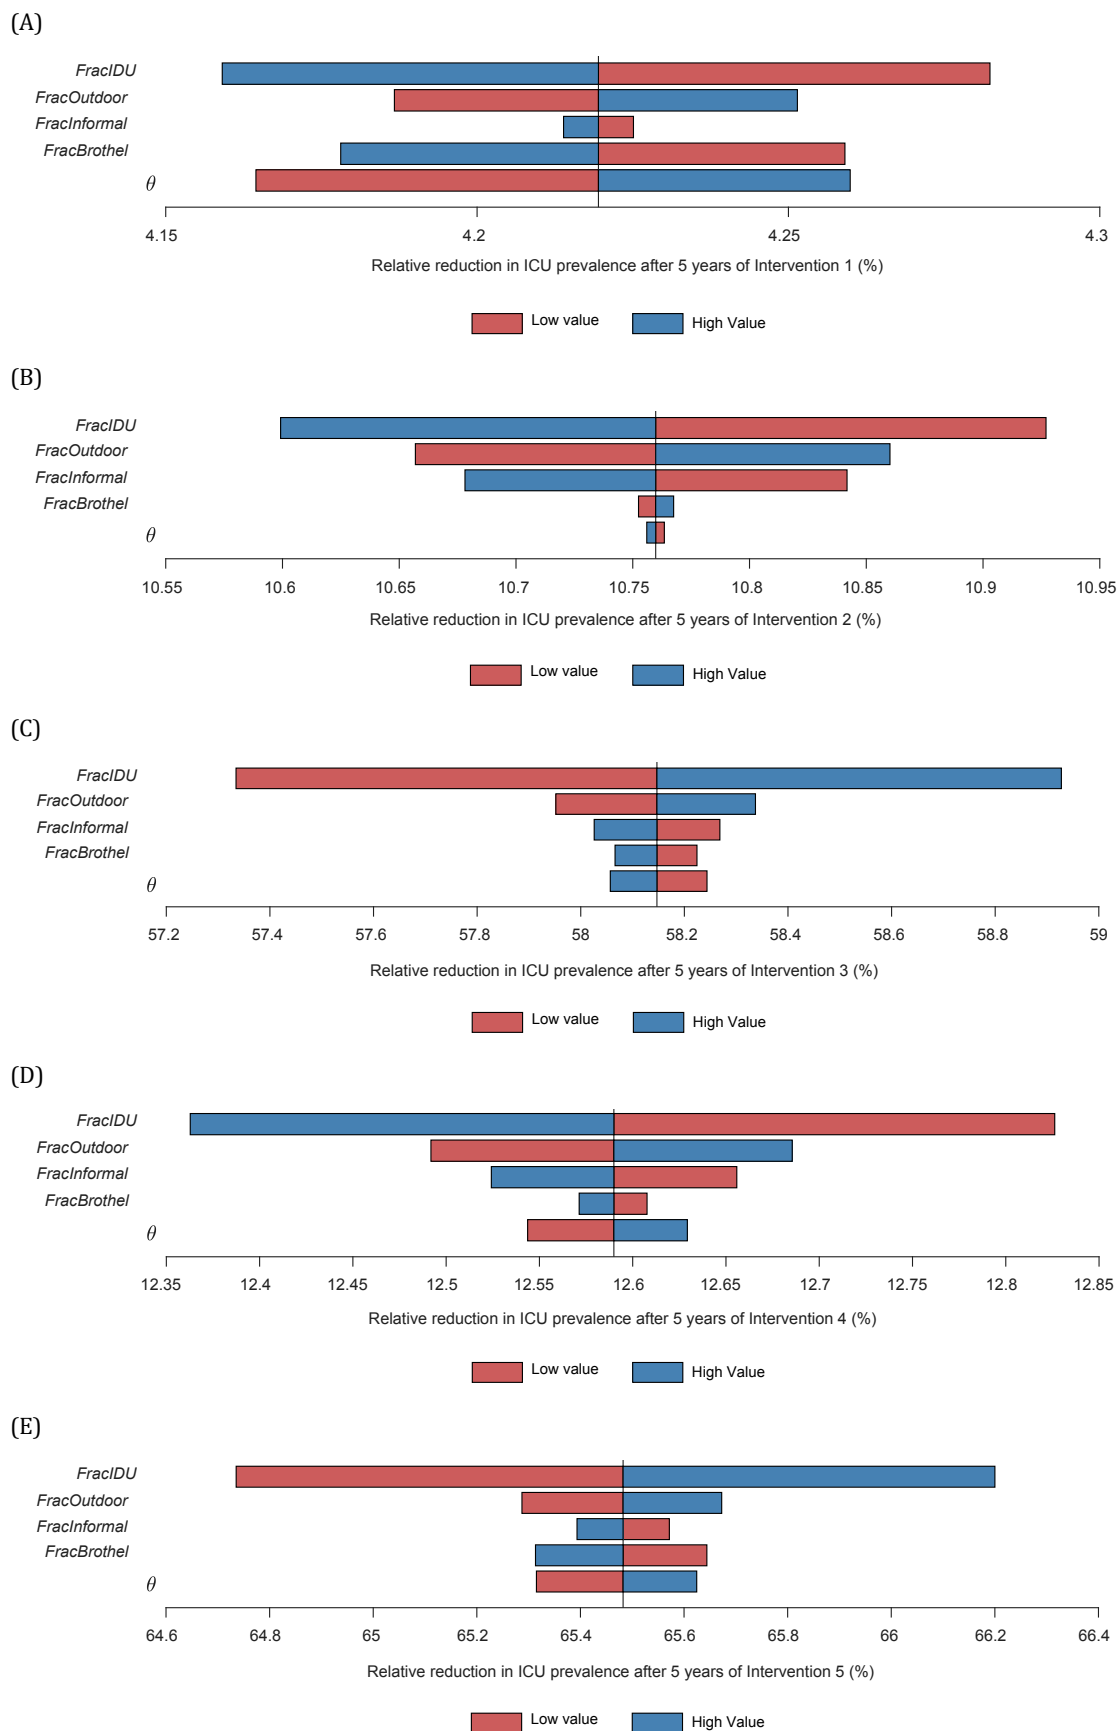 (A)
FracIDU
FracOutdoor
FracInformal
FracBrothel
θ
4.15 4.2 4.25 4.3
Relative reduction in ICU prevalence after 5 years of Intervention 1 (%)
Low value High Value
(B)
FracIDU
FracOutdoor
FracInformal
FracBrothel
θ
10.55 10.6 10.65 10.7 10.75 10.8 10.85 10.9 10.95
Relative reduction in ICU prevalence after 5 years of Intervention 2 (%)
Low value High Value
(C)
FracIDU
FracOutdoor
FracInformal
FracBrothel
θ
57.2 57.4 57.6 57.8 58 58.2 58.4 58.6 58.8 59
Relative reduction in ICU prevalence after 5 years of Intervention 3 (%)
Low value High Value
(D)
FracIDU
FracOutdoor
FracInformal
FracBrothel
θ
12.35 12.4 12.45 12.5 12.55 12.6 12.65 12.7 12.75 12.8 12.85
Relative reduction in ICU prevalence after 5 years of Intervention 4 (%)
Low value High Value
(E)
FracIDU
FracOutdoor
FracInformal
FracBrothel
θ
64.6 64.8 65 65.2 65.4 65.6 65.8 66 66.2 66.4
Relative reduction in ICU prevalence after 5 years of Intervention 5 (%)
Low value High Value